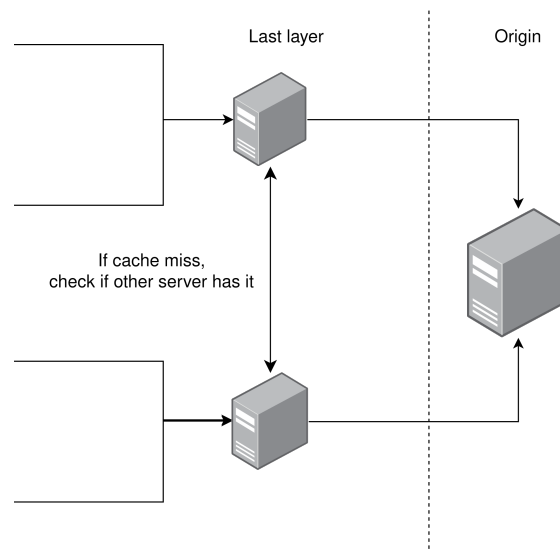 Last layer
Origin
If cache miss,
check if other server has it